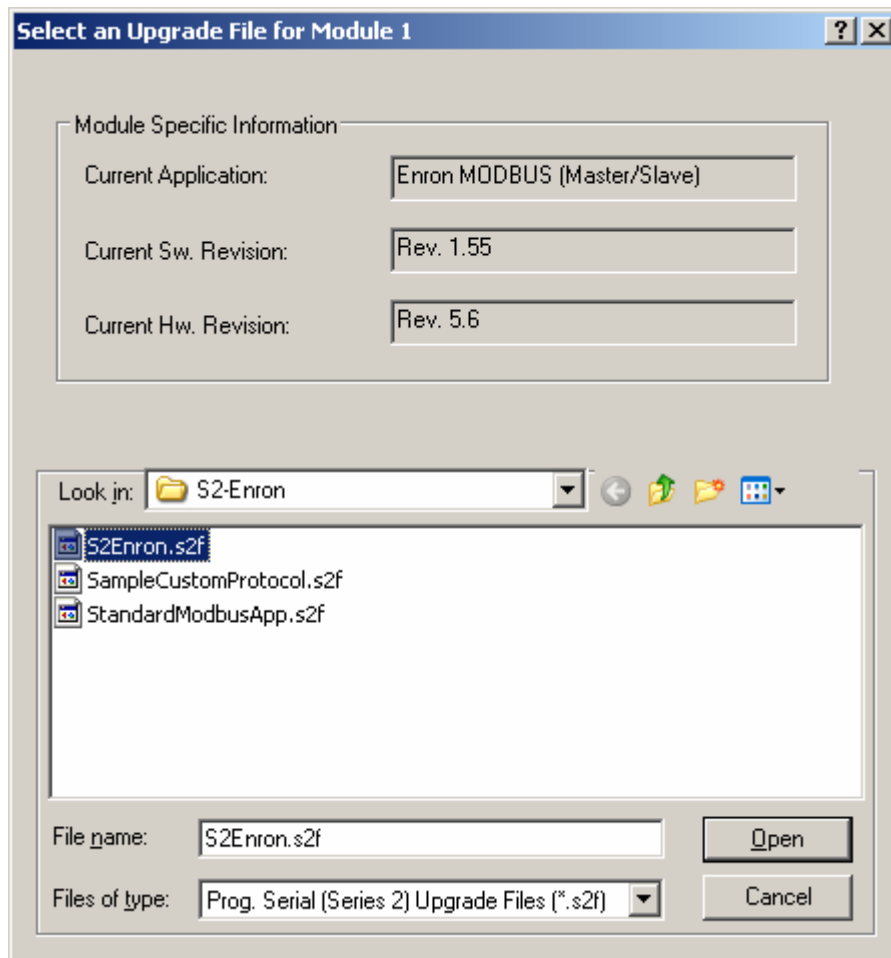 Select an Upgrade File for Module 1
Module Specific Information
Current Application: Enron MODBUS (Master/Slave)
Current Sw. Revision: Rev. 1.55
Current Hw. Revision: Rev. 5.6
Look in: S2-Enron
S2Enron.s2f
SampleCustomProtocol.s2f
StandardModbusApp.s2f
File name: S2Enron.s2f Open
Files of type: Prog. Serial (Series 2) Upgrade Files (*.s2f) Cancel